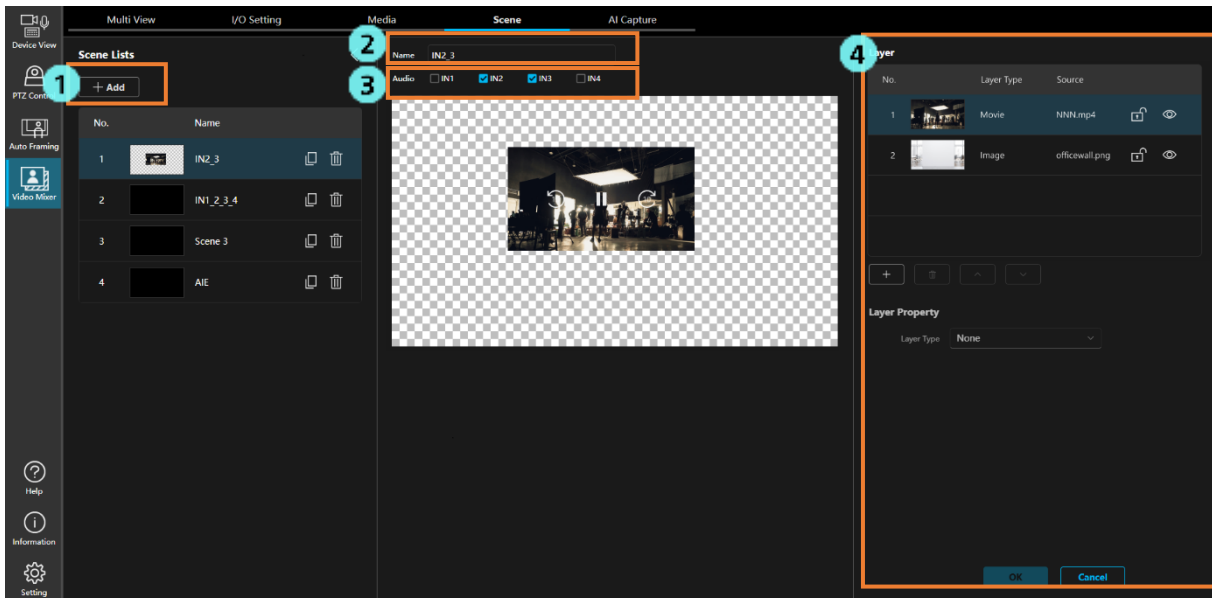 Multi View I/O Setting Media Scene AI Capture
Device View
PTZ Control
Auto Framing
Video Mixer
Help
Information
Setting
Scene Lists
1
+ Add
No. Name
1 IN2_3
2 IN1_2_3_4
3 Scene 3
4 AIE
2
Name IN2_3
3
Audio IN1 IN2 IN3 IN4
4
Layer
No. Layer Type Source
1 Movie NNN.mp4
2 Image officewall.png
Layer Property
Layer Type None
OK Cancel